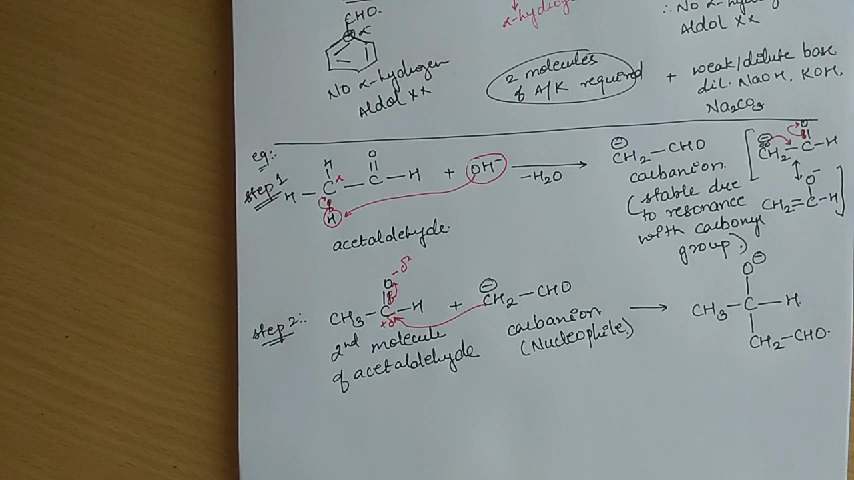 CHO.
α
NO α-hydrogen
Aldol xx
α-hydrog
2 molecules
of A/K required
+ weak/dilute base
dil. NaOH, KOH,
Na2CO3
∴ NO α-hyd
Aldol xx
eg:-
step 1
H
O
H - C α - C - H + OH⁻
H
-H2O
acetaldehyde.
⊖
CH2 - CHO
carbanion.
(stable due
to resonance
with carbonyl
group)
⊖ O
CH2 - C - H
O⁻
CH2 = C - H
step 2:-
O -δ
CH3 - C - H + CH2 - CHO
+δ
⊖
2nd molecule
of acetaldehyde
carbanion
(Nucleophile)
O⊖
CH3 - C - H.
CH2 - CHO.